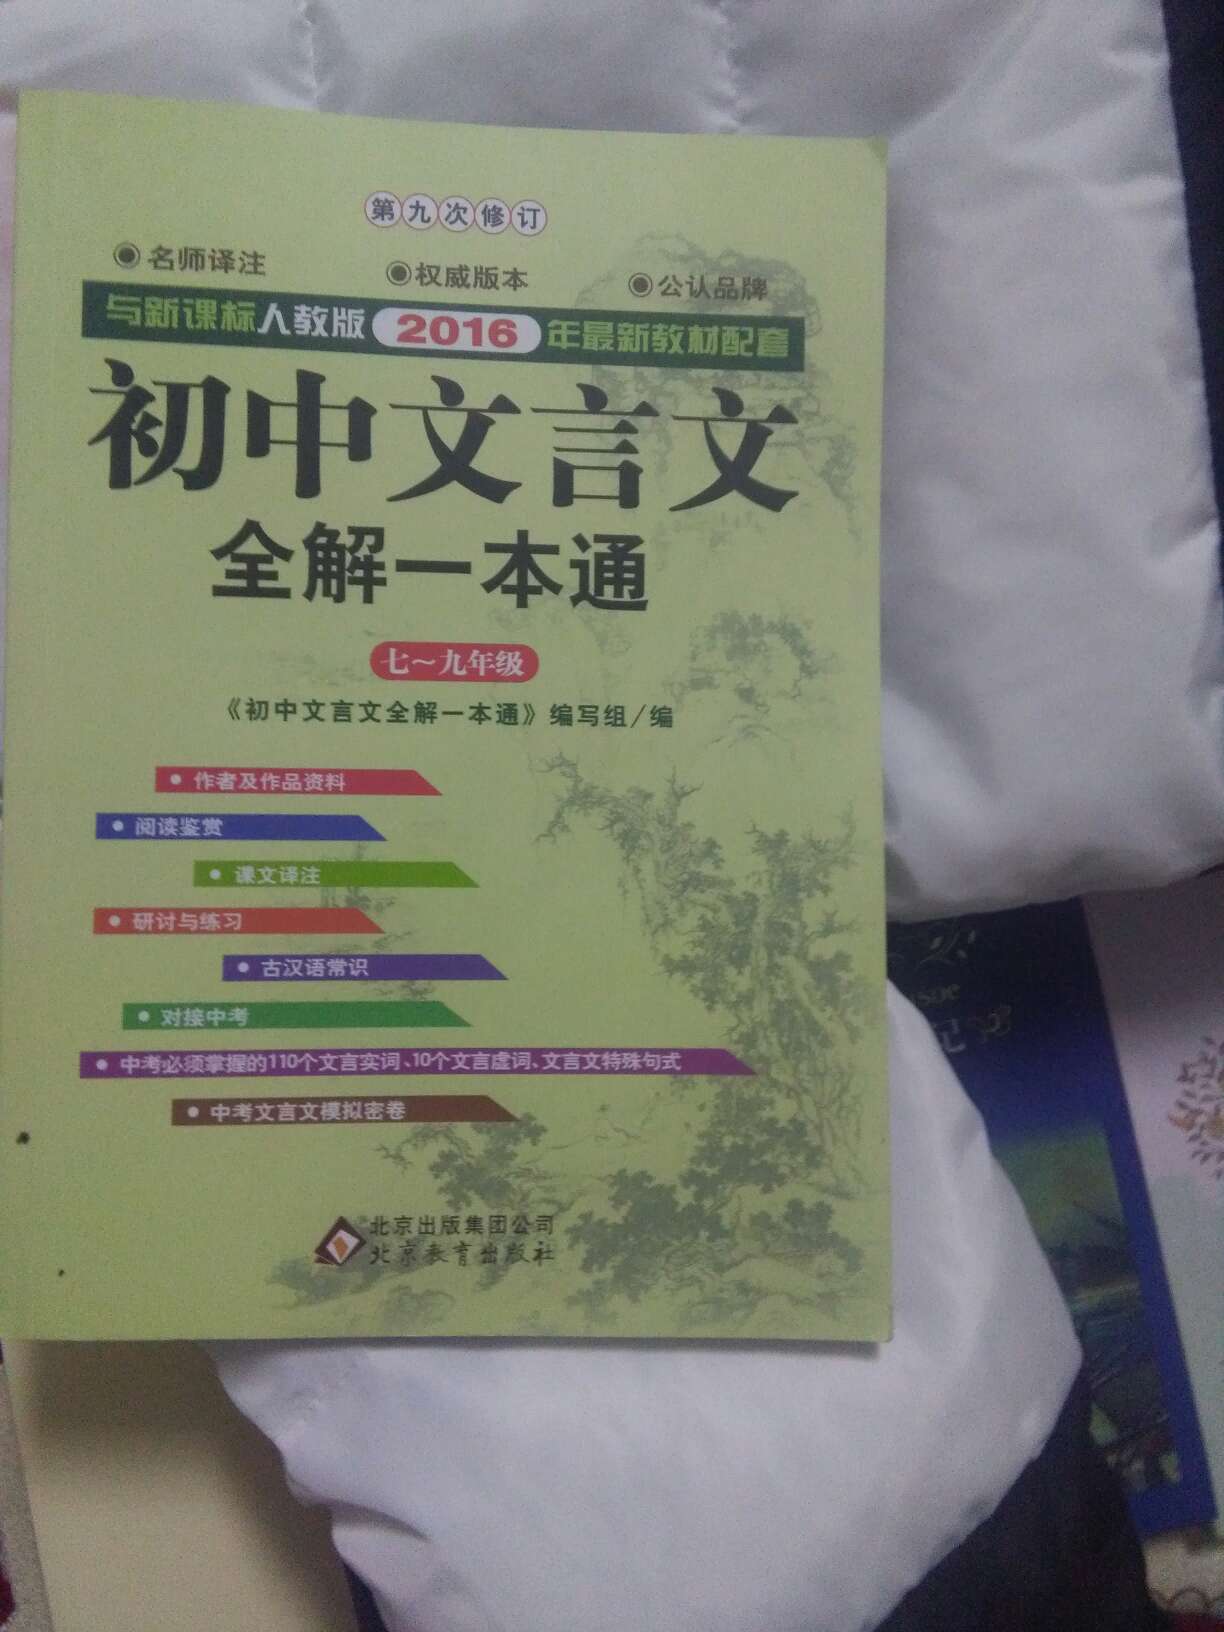 第九次修订
名师译注
权威版本
公认品牌
与新课标人教版2016年最新教材配套
初中文言文
全解一本通
七～九年级
《初中文言文全解一本通》编写组/编
作者及作品资料
阅读鉴赏
课文译注
研讨与练习
古汉语常识
对接中考
中考必须掌握的110个文言实词、10个文言虚词、文言文特殊句式
中考文言文模拟密卷
北京出版集团公司
北京教育出版社
soe
记